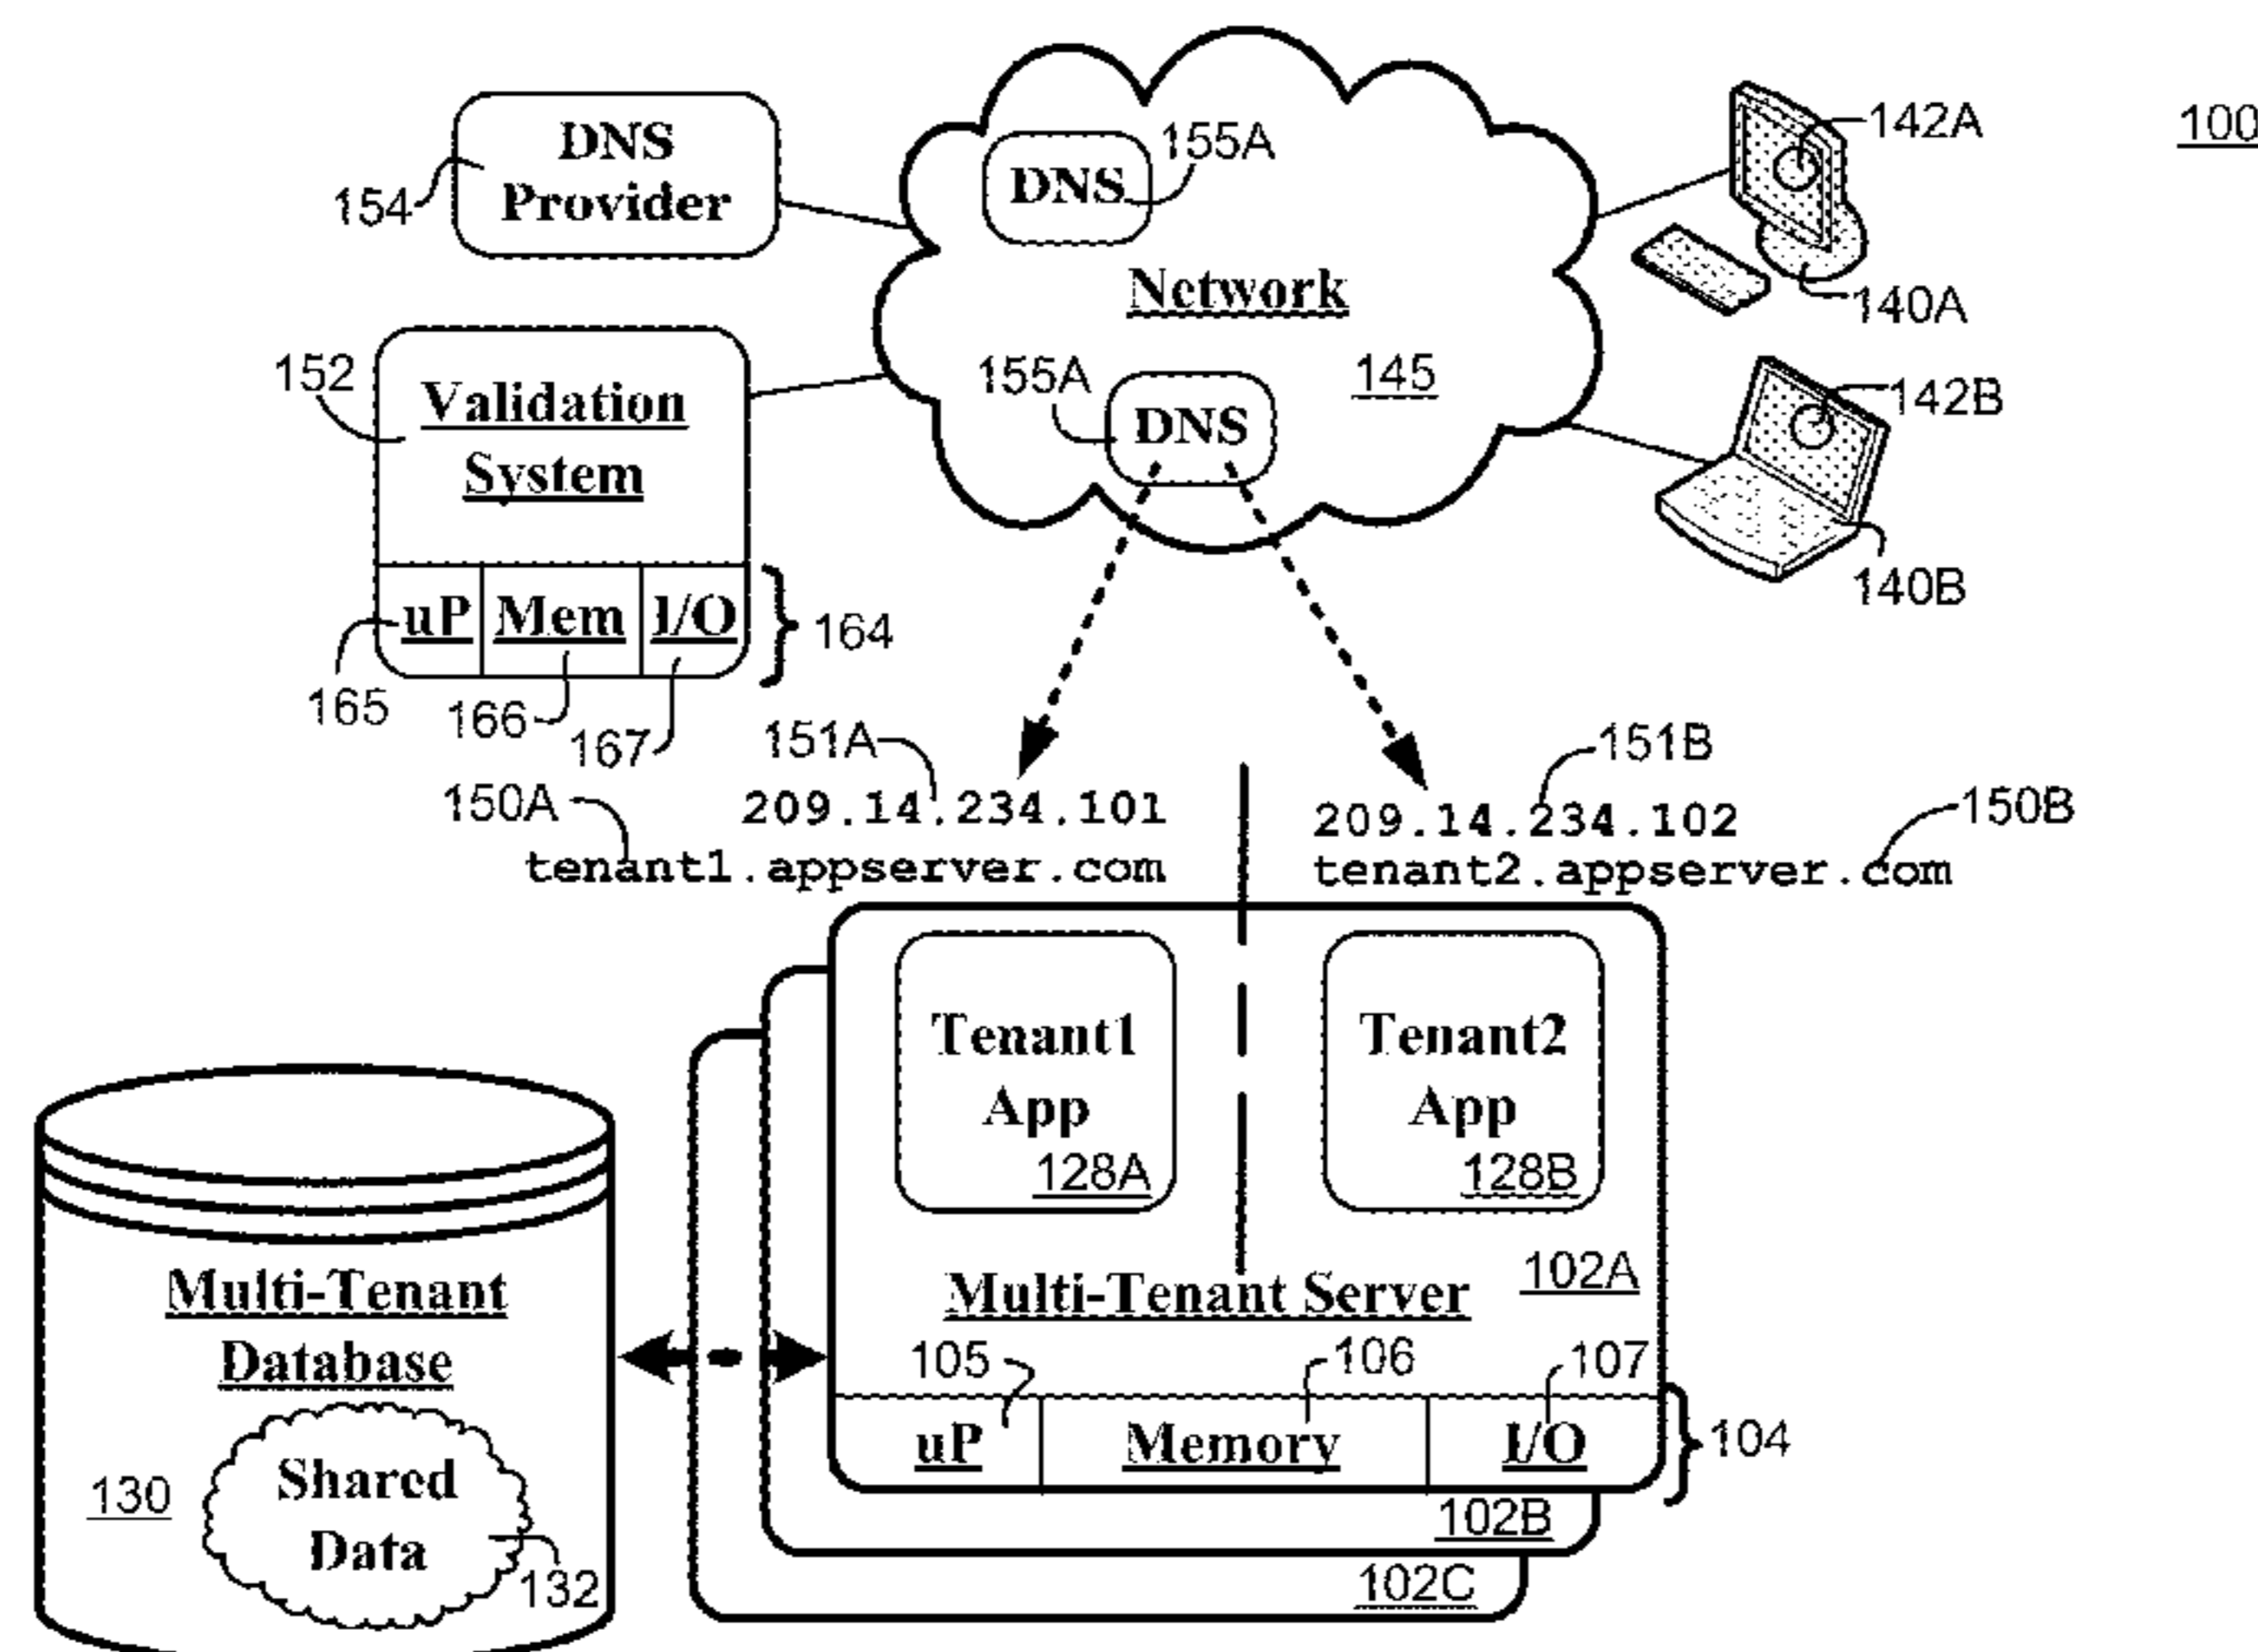 100
DNS
Provider
154
DNS
155A
Network
145
155A
DNS
142A
140A
142B
140B
152
Validation
System
uP Mem I/O
164
165
166
167
151A
150A
209.14.234.101
tenant1.appserver.com
151B
150B
209.14.234.102
tenant2.appserver.com
Tenant1
App
128A
Tenant2
App
128B
102A
Multi-Tenant Server
105
106
107
uP Memory I/O
104
102B
102C
Multi-Tenant
Database
130
Shared
Data
132